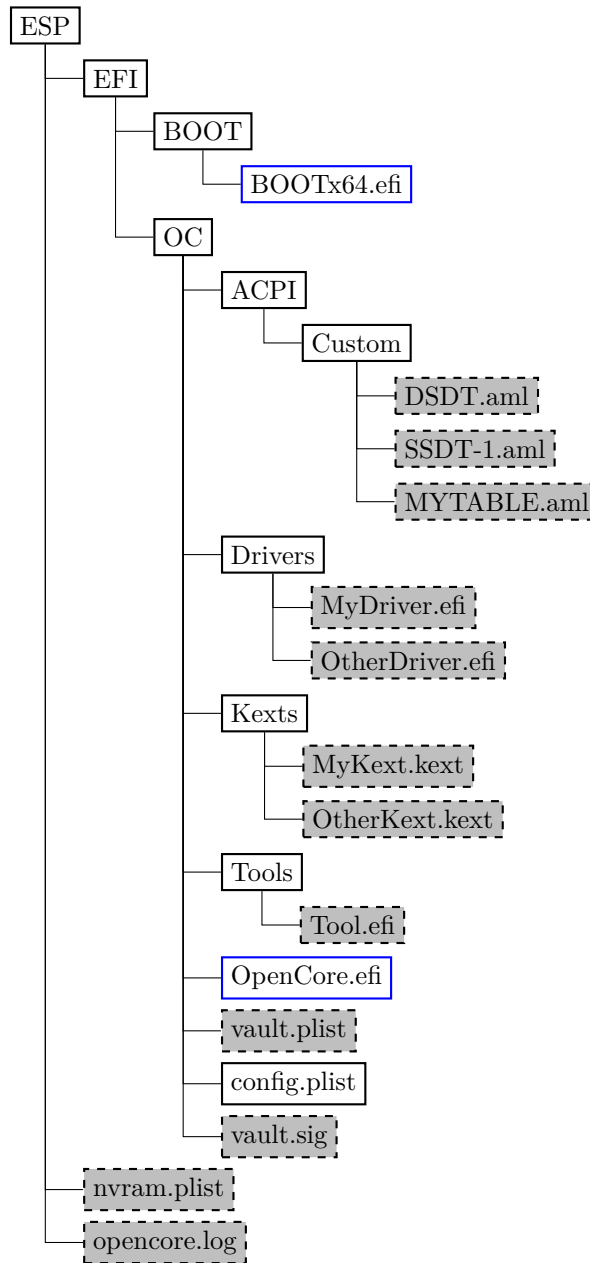 ESP
EFI
BOOT
BOOTx64.efi
OC
ACPI
Custom
DSDT.aml
SSDT-1.aml
MYTABLE.aml
Drivers
MyDriver.efi
OtherDriver.efi
Kexts
MyKext.kext
OtherKext.kext
Tools
Tool.efi
OpenCore.efi
vault.plist
config.plist
vault.sig
nvram.plist
opencore.log